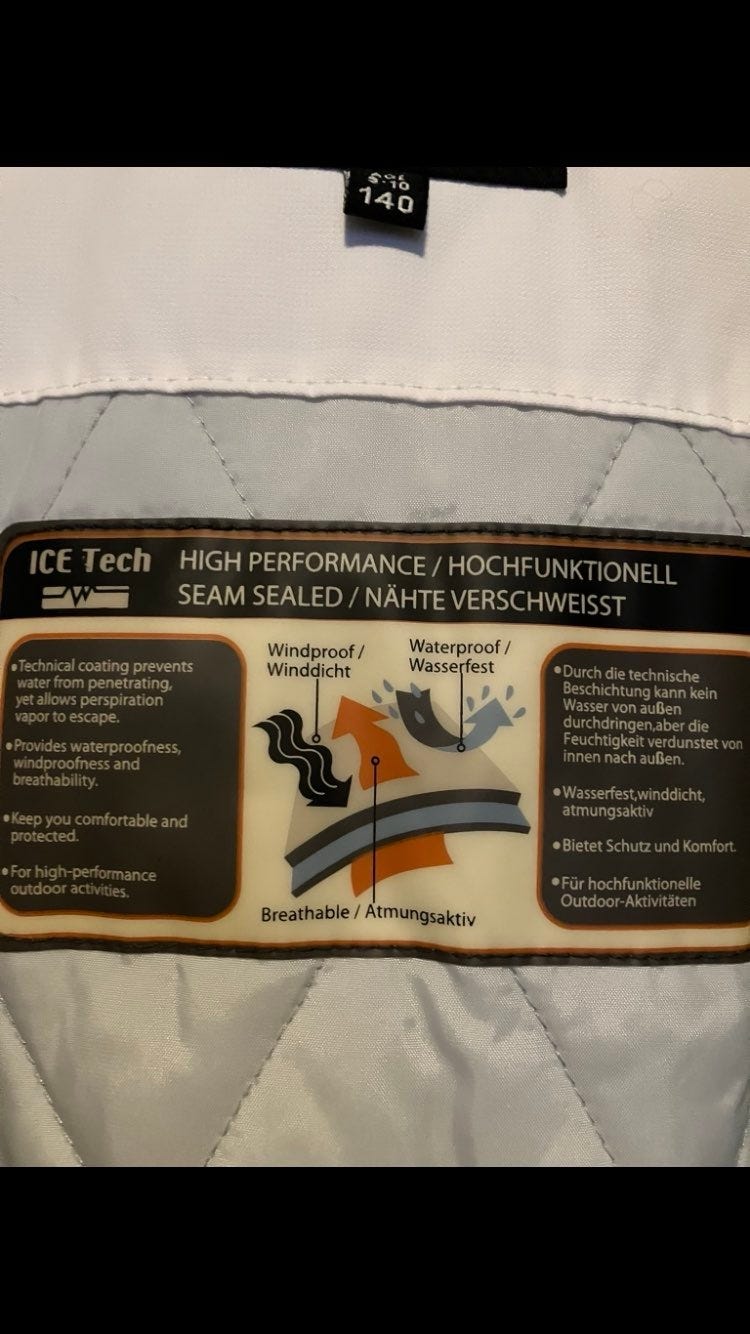 140
ICE Tech
HIGH PERFORMANCE / HOCHFUNKTIONELL
SEAM SEALED / NÄHTE VERSCHWEISST
•Technical coating prevents
water from penetrating,
yet allows perspiration
vapor to escape.
•Provides waterproofness,
windproofness and
breathability.
•Keep you comfortable and
protected.
•For high-performance
outdoor activities.
Windproof /
Winddicht
Waterproof /
Wasserfest
Breathable / Atmungsaktiv
•Durch die technische
Beschichtung kann kein
Wasser von außen
durchdringen,aber die
Feuchtigkeit verdunstet von
innen nach außen.
•Wasserfest,winddicht,
atmungsaktiv
•Bietet Schutz und Komfort.
•Für hochfunktionelle
Outdoor-Aktivitäten